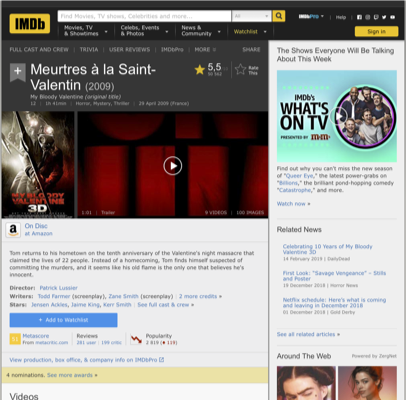 IMDb
Find Movies, TV shows, Celebrities and more...
All
IMDbPro
Help
Movies, TV & Showtimes
Celebs, Events & Photos
News & Community
Watchlist
Sign in
FULL CAST AND CREW | TRIVIA | USER REVIEWS | IMDbPro | MORE
SHARE
Meurtres à la Saint-
Valentin (2009)
My Bloody Valentine (original title)
12 | 1h 41min | Horror, Mystery, Thriller | 29 April 2009 (France)
5,5
Rate This
MY BLOODY
VALENTINE
3D
1:01 | Trailer
9 VIDEOS | 100 IMAGES
On Disc
at Amazon
Tom returns to his hometown on the tenth anniversary of the Valentine's night massacre that
claimed the lives of 22 people. Instead of a homecoming, Tom finds himself suspected of
committing the murders, and it seems like his old flame is the only one that believes he's
innocent.
Director: Patrick Lussier
Writers: Todd Farmer (screenplay), Zane Smith (screenplay) | 2 more credits »
Stars: Jensen Ackles, Jaime King, Kerr Smith | See full cast & crew »
+ Add to Watchlist
Metascore
From metacritic.com
Reviews
281 user | 199 critic
Popularity
View production, box office, & company info on IMDbPro
4 nominations. See more awards »
Videos
The Shows Everyone Will Be Talking
About This Week
IMDb's
WHAT'S
ON TV
PRESENTED BY m&m's
Find out why you can't miss the new season
of "Queer Eye," the latest power-grabs on
"Billions," the brilliant pond-hopping comedy
"Catastrophe," and more.
Watch now »
Related News
Celebrating 10 Years of My Bloody
Valentine 3D
14 February 2019 | DailyDead
First Look: "Savage Vengeance" - Stills
and Poster
19 December 2018 | Horror News
Netflix schedule: Here's what is coming
and leaving in December 2018
01 December 2018 | Gold Derby
See all related articles »
Around The Web
Powered by ZergNet